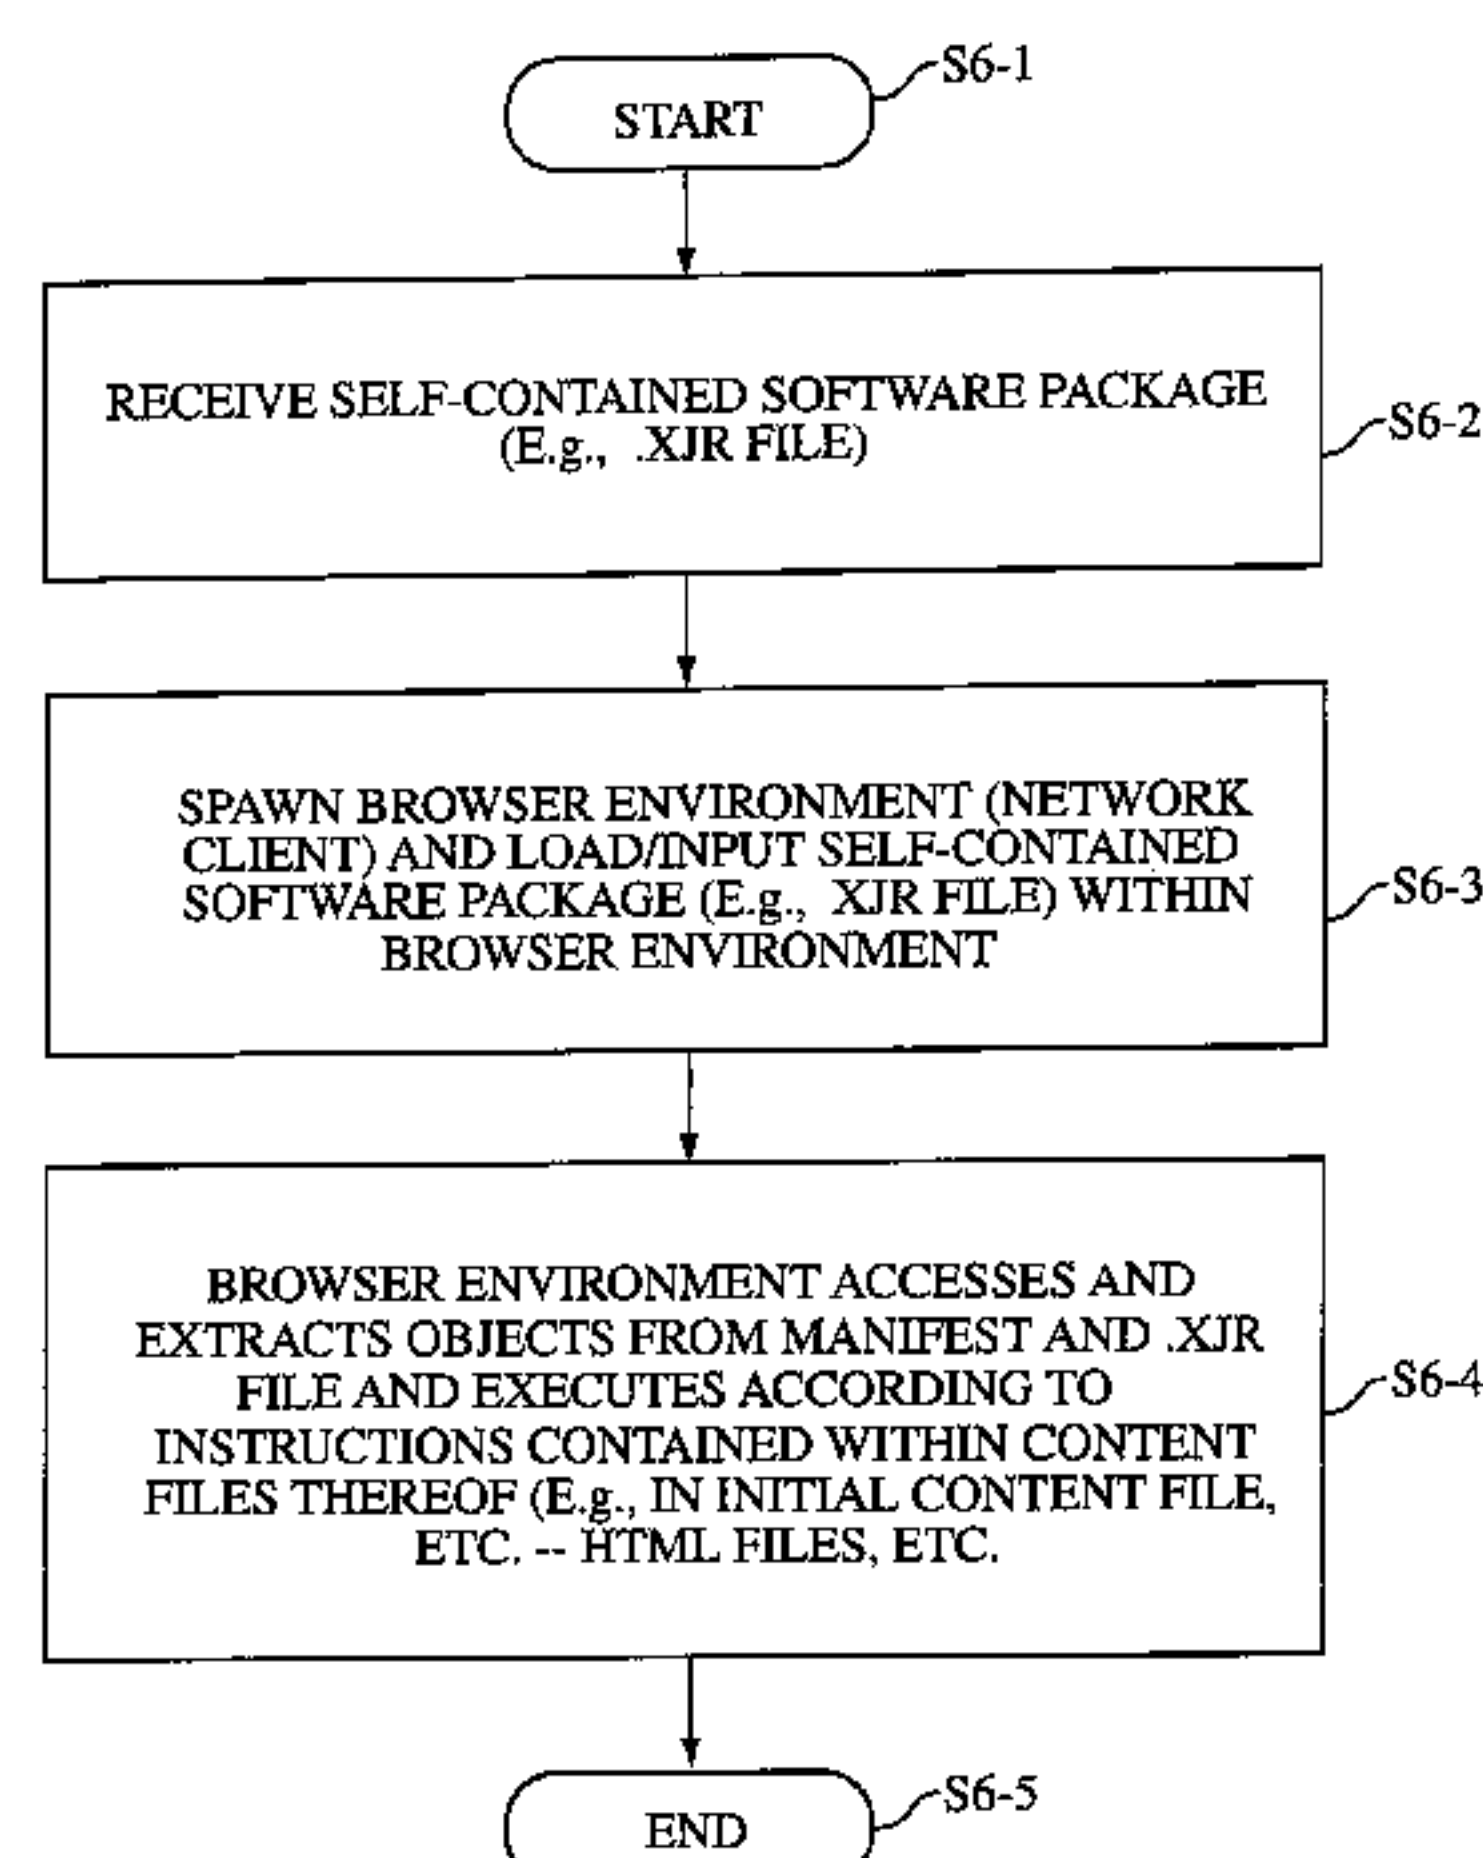 S6-1
START
RECEIVE SELF-CONTAINED SOFTWARE PACKAGE
(E.g., .XJR FILE)
S6-2
SPAWN BROWSER ENVIRONMENT (NETWORK
CLIENT) AND LOAD/INPUT SELF-CONTAINED
SOFTWARE PACKAGE (E.g., XJR FILE) WITHIN
BROWSER ENVIRONMENT
S6-3
BROWSER ENVIRONMENT ACCESSES AND
EXTRACTS OBJECTS FROM MANIFEST AND .XJR
FILE AND EXECUTES ACCORDING TO
INSTRUCTIONS CONTAINED WITHIN CONTENT
FILES THEREOF (E.g., IN INITIAL CONTENT FILE,
ETC. -- HTML FILES, ETC.
S6-4
S6-5
END